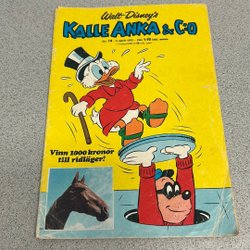 Walt Disney's
KALLE ANKA & C:O
Vinn 1000 kronor
till ridläger!